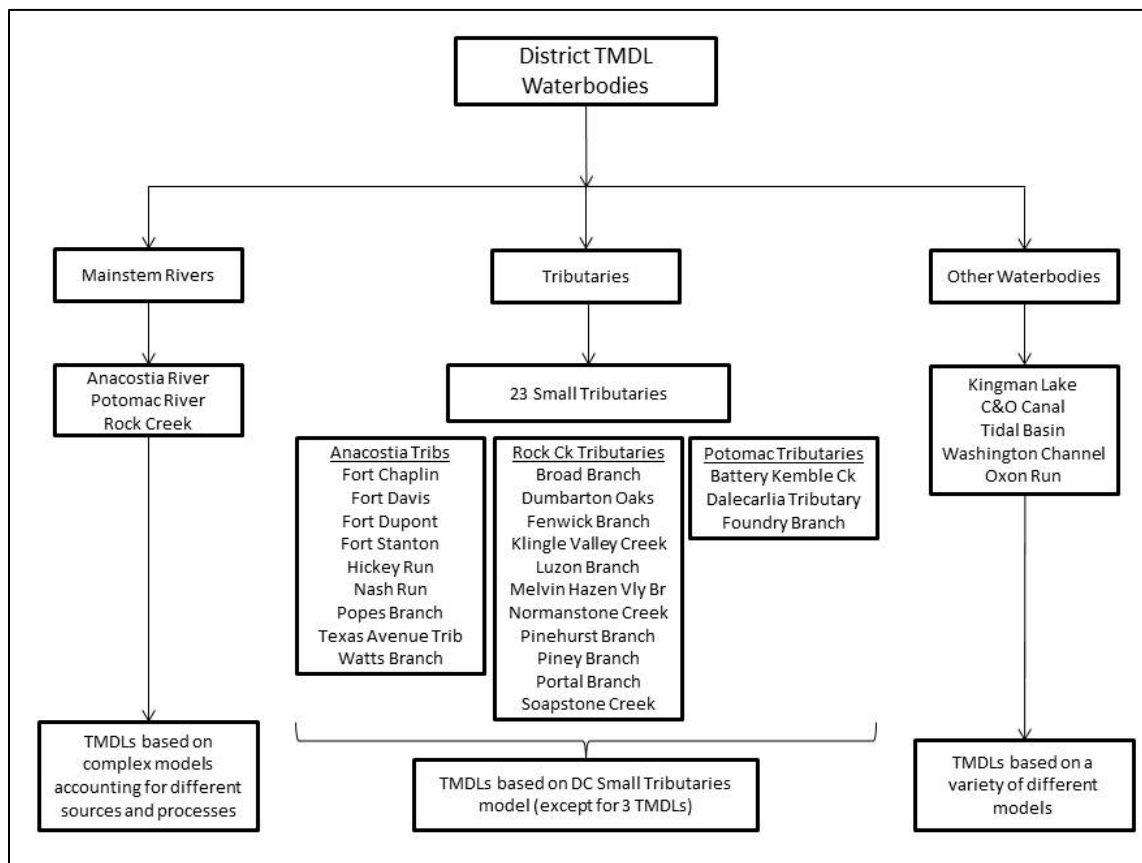 District TMDL
Waterbodies
Mainstem Rivers
Tributaries
Other Waterbodies
Anacostia River
Potomac River
Rock Creek
23 Small Tributaries
Kingman Lake
C&O Canal
Tidal Basin
Washington Channel
Oxon Run
Anacostia Tribs
Fort Chaplin
Fort Davis
Fort Dupont
Fort Stanton
Hickey Run
Nash Run
Popes Branch
Texas Avenue Trib
Watts Branch
Rock Ck Tributaries
Broad Branch
Dumbarton Oaks
Fenwick Branch
Klingle Valley Creek
Luzon Branch
Melvin Hazen Vly Br
Normanstone Creek
Pinehurst Branch
Piney Branch
Portal Branch
Soapstone Creek
Potomac Tributaries
Battery Kemble Ck
Dalecarlia Tributary
Foundry Branch
TMDLs based on
complex models
accounting for different
sources and processes
TMDLs based on DC Small Tributaries
model (except for 3 TMDLs)
TMDLs based on a
variety of different
models